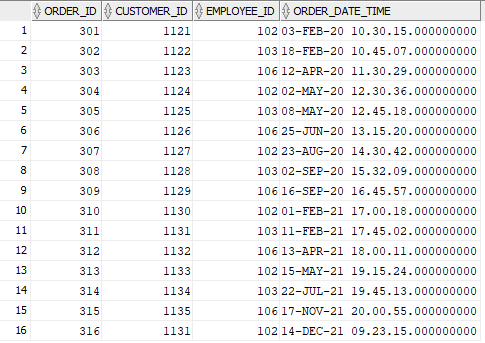 ORDER_ID CUSTOMER_ID EMPLOYEE_ID ORDER_DATE_TIME
1 301 1121 102 03-FEB-20 10.30.15.000000000
2 302 1122 103 18-FEB-20 10.45.07.000000000
3 303 1123 106 12-APR-20 11.30.29.000000000
4 304 1124 102 02-MAY-20 12.30.36.000000000
5 305 1125 103 08-MAY-20 12.45.18.000000000
6 306 1126 106 25-JUN-20 13.15.20.000000000
7 307 1127 102 23-AUG-20 14.30.42.000000000
8 308 1128 103 02-SEP-20 15.32.09.000000000
9 309 1129 106 16-SEP-20 16.45.57.000000000
10 310 1130 102 01-FEB-21 17.00.18.000000000
11 311 1131 103 11-FEB-21 17.45.02.000000000
12 312 1132 106 13-APR-21 18.00.11.000000000
13 313 1133 102 15-MAY-21 19.15.24.000000000
14 314 1134 103 22-JUL-21 19.45.13.000000000
15 315 1135 106 17-NOV-21 20.00.55.000000000
16 316 1131 102 14-DEC-21 09.23.15.000000000